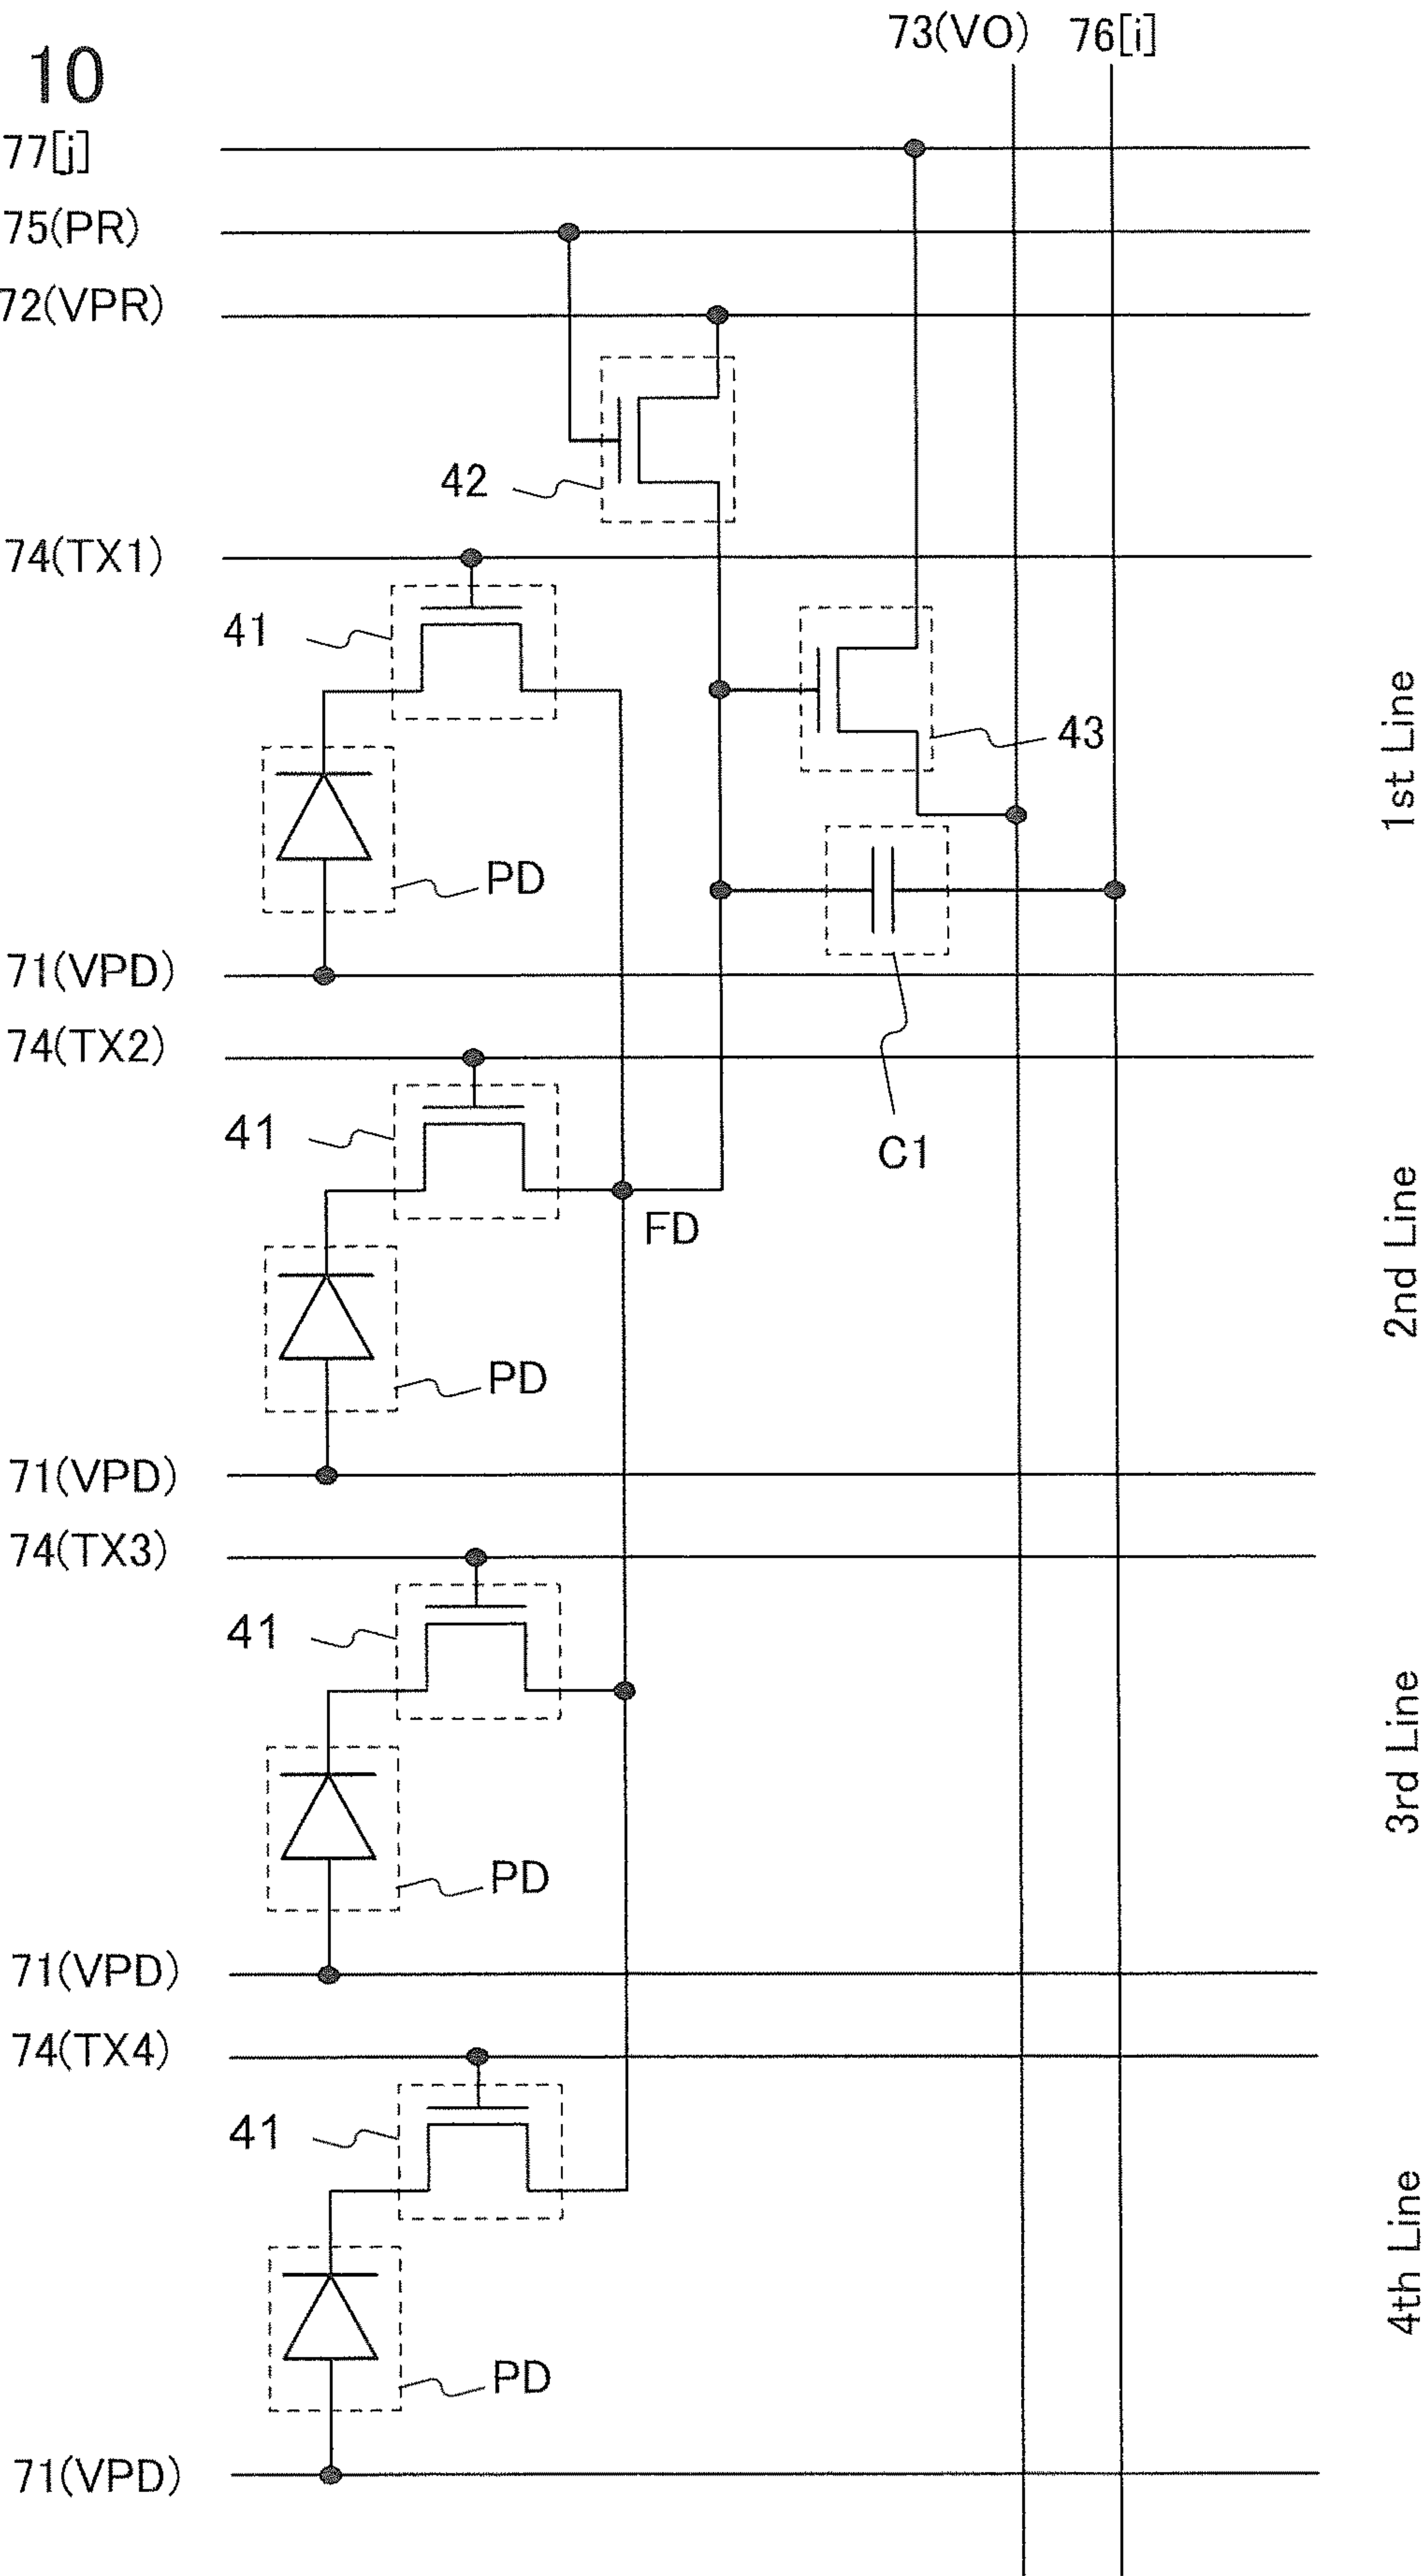 73(VO) 76[i]
10
77[j]
75(PR)
72(VPR)
42
74(TX1)
41
43
1st Line
PD
71(VPD)
74(TX2)
41
C1
2nd Line
FD
PD
71(VPD)
74(TX3)
41
3rd Line
PD
71(VPD)
74(TX4)
41
4th Line
PD
71(VPD)